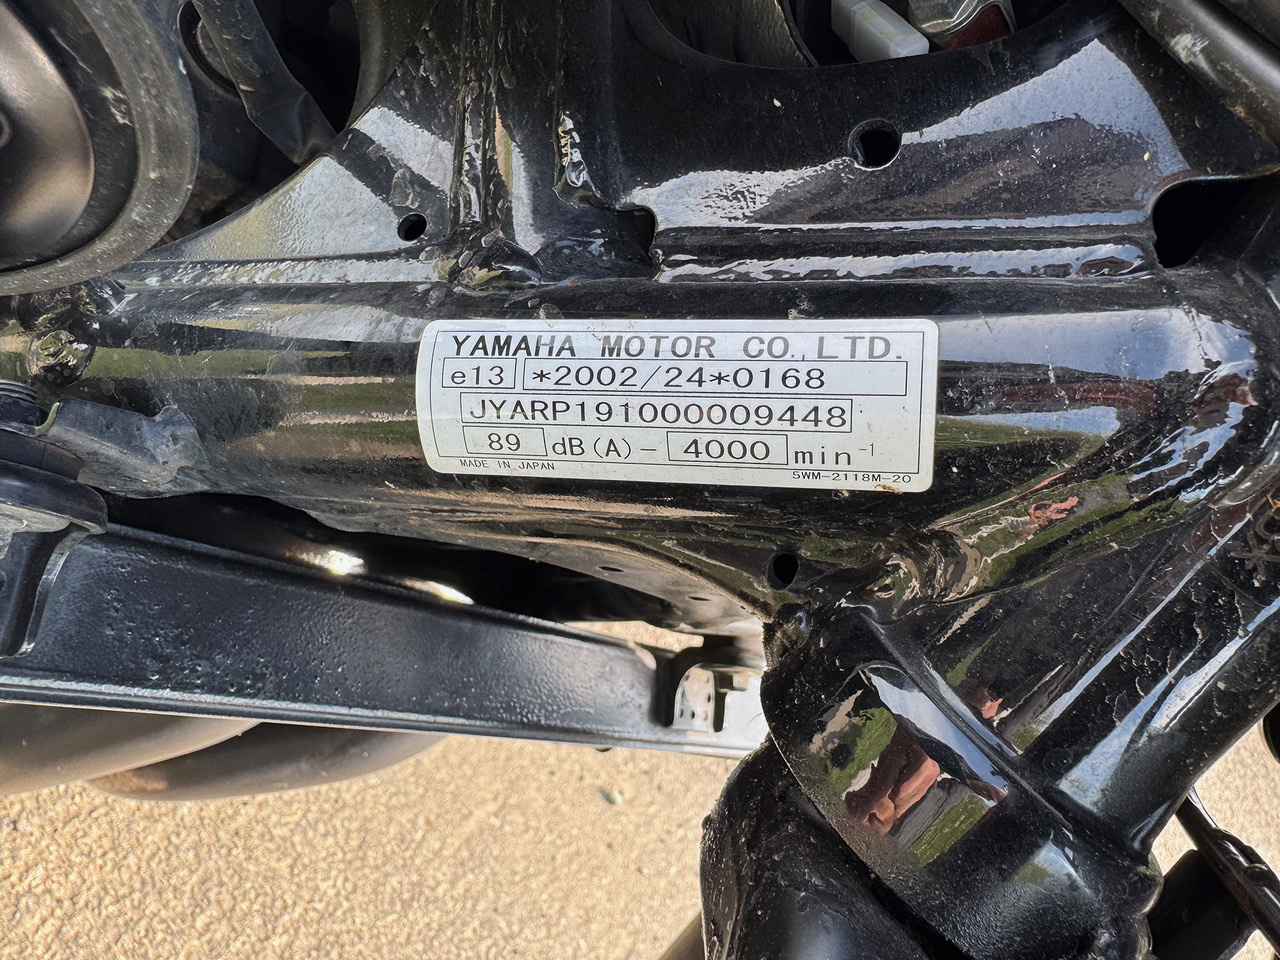 YAMAHA MOTOR CO.,LTD.
e13 *2002/24*0168
JYARP191000009448
89 dB(A)- 4000 min⁻¹
MADE IN JAPAN 5WM-2118M-20